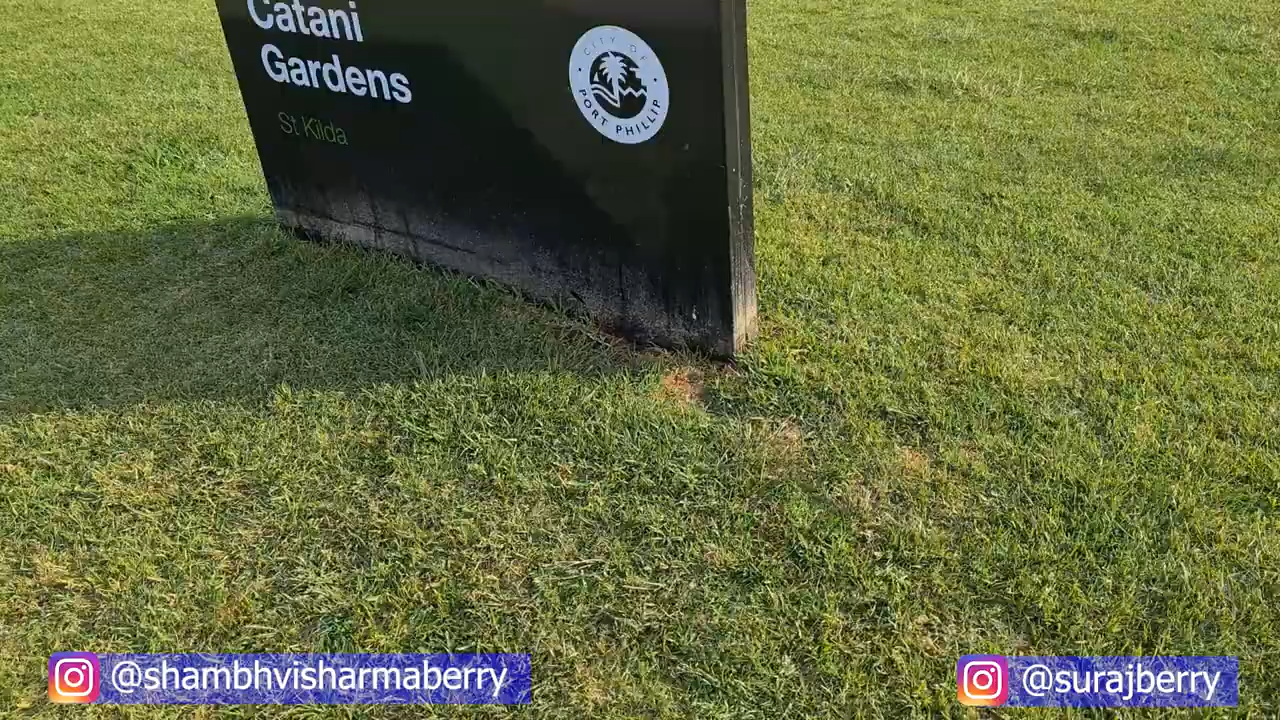 Catani
Gardens
St Kilda
CITY OF
PORT PHILLIP
@shambhvisharmaberry
@surajberry